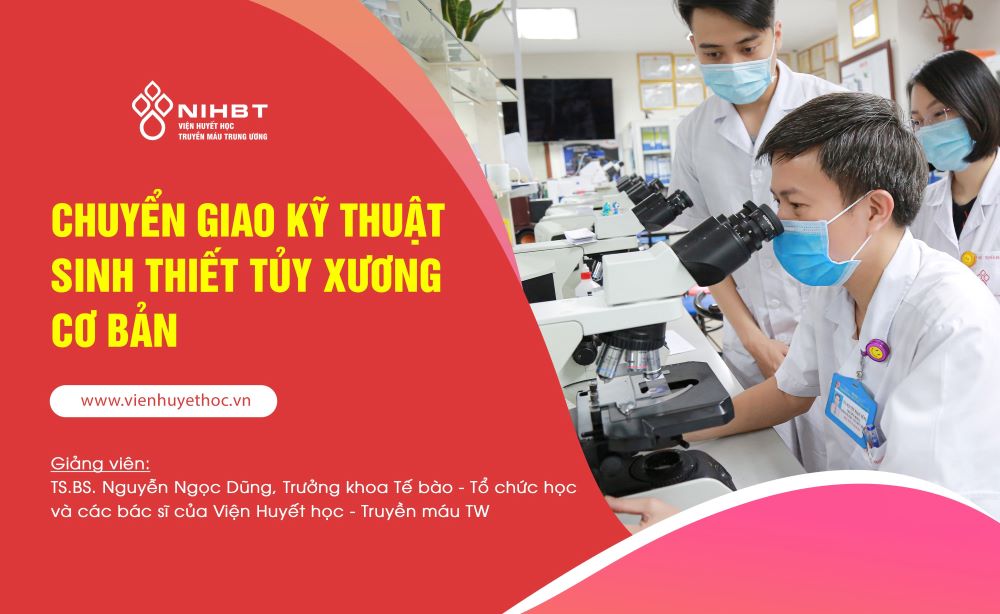 NIHBT
VIỆN HUYẾT HỌC
TRUYỀN MÁU TRUNG ƯƠNG
CHUYỂN GIAO KỸ THUẬT
SINH THIẾT TỦY XƯƠNG
CƠ BẢN
www.vienhuyethoc.vn
Giảng viên:
TS.BS. Nguyễn Ngọc Dũng, Trưởng khoa Tế bào - Tổ chức học
và các bác sĩ của Viện Huyết học - Truyền máu TW